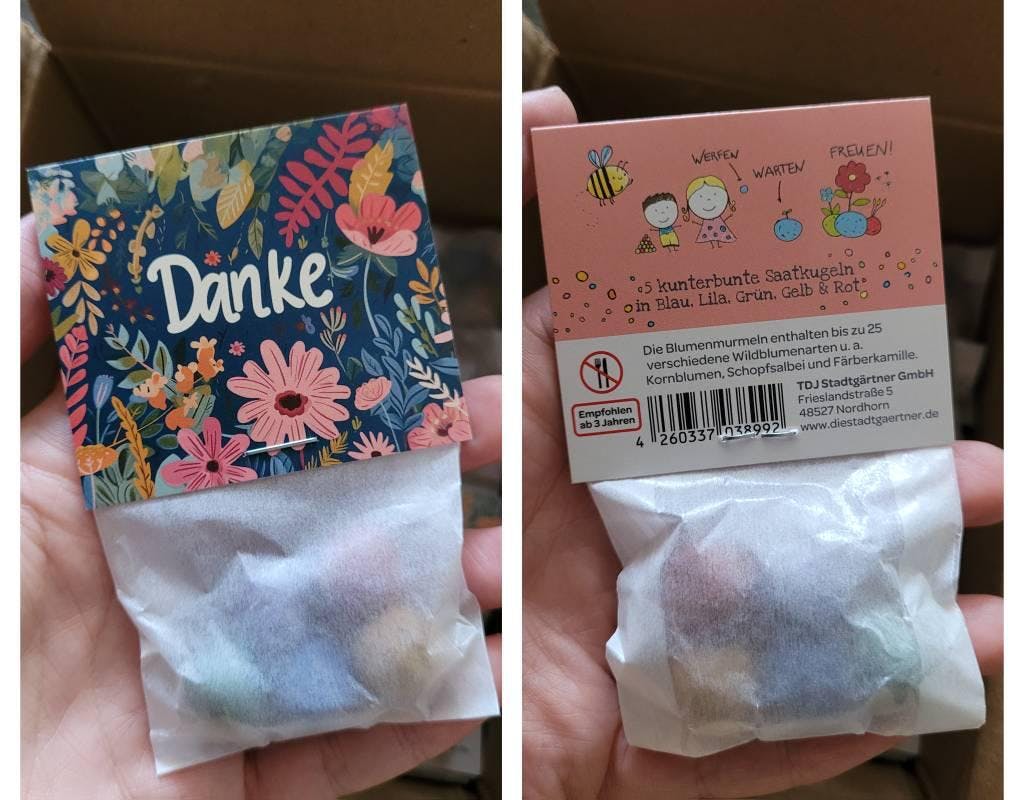 Danke
WERFEN
WARTEN
FREUEN!
5 kunterbunte Saatkugeln
in Blau, Lila, Grün, Gelb & Rot
Die Blumenmurmeln enthalten bis zu 25
verschiedene Wildblumenarten u. a.
Kornblumen, Schopfsalbei und Färberkamille.
Empfohlen
ab 3 Jahren
4 260337 038992
TDJ Stadtgärtner GmbH
Frieslandstraße 5
48527 Nordhorn
www.diestadtgaertner.de